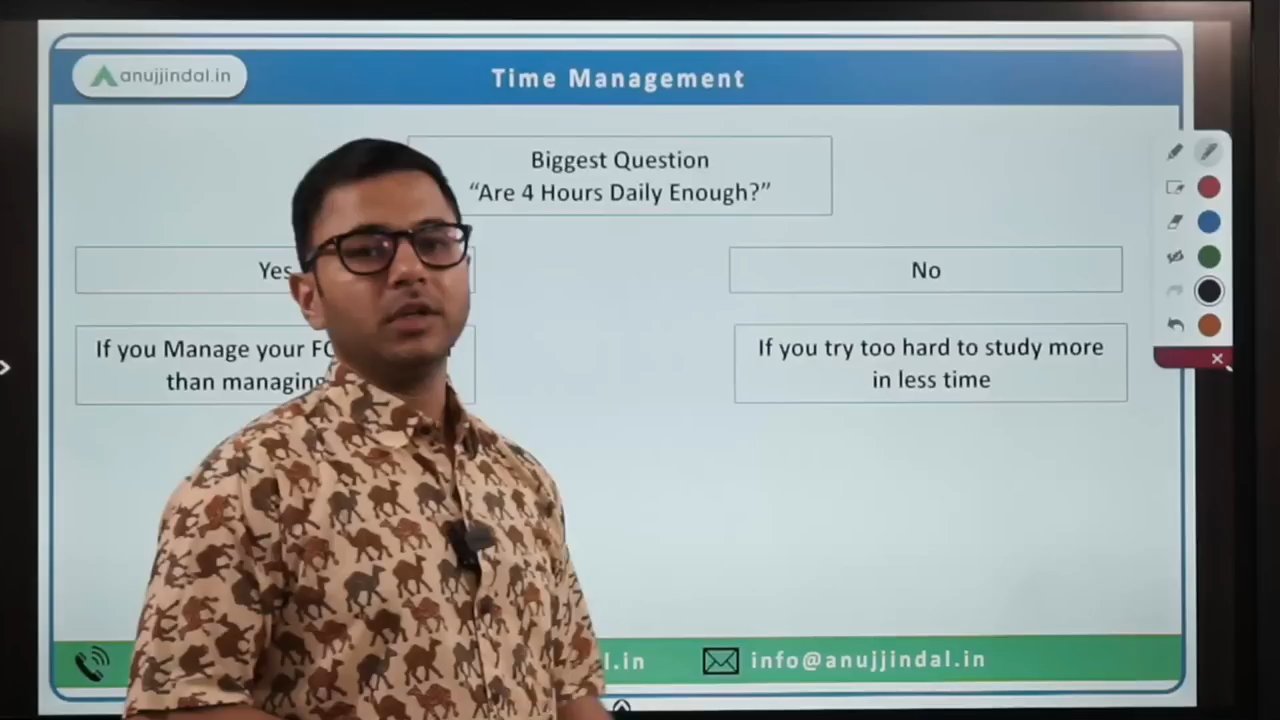 anujjindal.in
Time Management
Biggest Question
“Are 4 Hours Daily Enough?”
Yes
No
If you Manage your
than managing
If you try too hard to study more
in less time
l.in
info@anujjindal.in